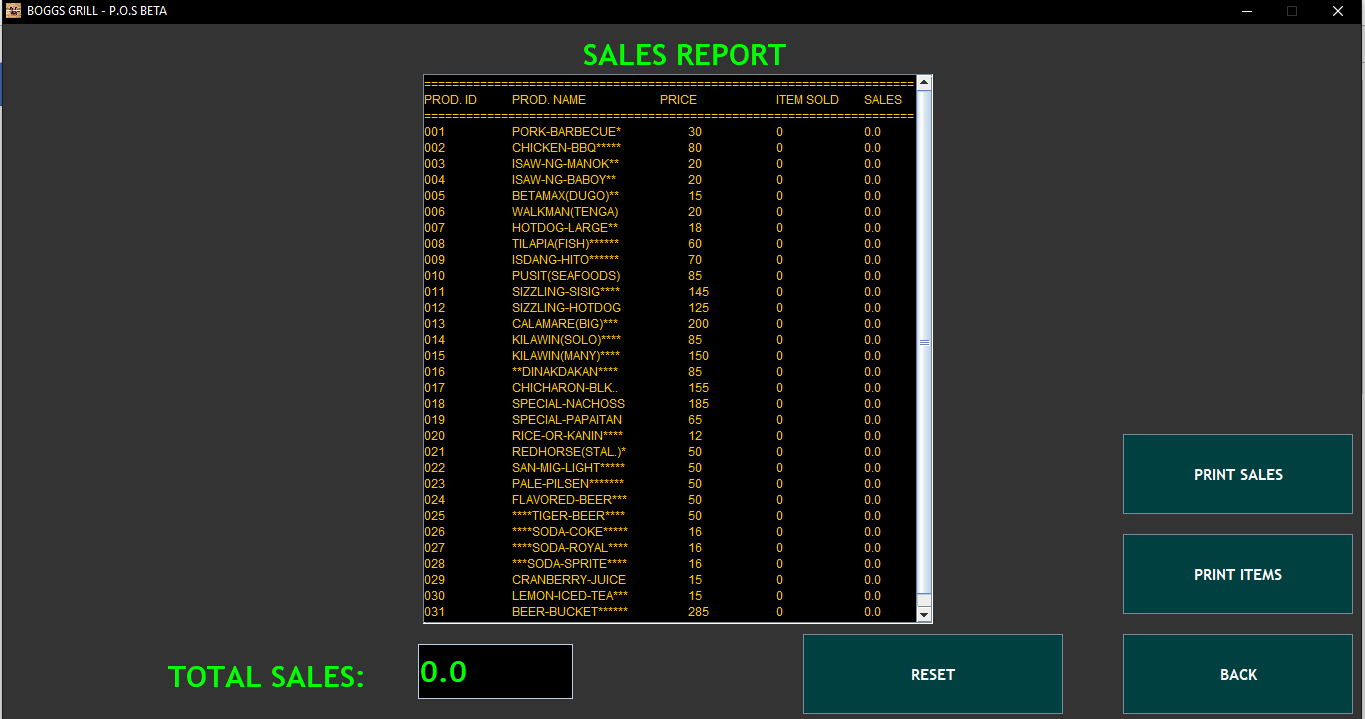 BOGGS GRILL - P.O.S BETA
SALES REPORT
======================================================================
PROD. ID PROD. NAME PRICE ITEM SOLD SALES
======================================================================
001 PORK-BARBECUE* 30 0 0.0
002 CHICKEN-BBQ***** 80 0 0.0
003 ISAW-NG-MANOK** 20 0 0.0
004 ISAW-NG-BABOY** 20 0 0.0
005 BETAMAX(DUGO)** 15 0 0.0
006 WALKMAN(TENGA) 20 0 0.0
007 HOTDOG-LARGE** 18 0 0.0
008 TILAPIA(FISH)****** 60 0 0.0
009 ISDANG-HITO****** 70 0 0.0
010 PUSIT(SEAFOODS) 85 0 0.0
011 SIZZLING-SISIG**** 145 0 0.0
012 SIZZLING-HOTDOG 125 0 0.0
013 CALAMARE(BIG)*** 200 0 0.0
014 KILAWIN(SOLO)**** 85 0 0.0
015 KILAWIN(MANY)**** 150 0 0.0
016 **DINAKDAKAN**** 85 0 0.0
017 CHICHARON-BLK.. 155 0 0.0
018 SPECIAL-NACHOSS 185 0 0.0
019 SPECIAL-PAPAITAN 65 0 0.0
020 RICE-OR-KANIN**** 12 0 0.0
021 REDHORSE(STAL.)* 50 0 0.0
022 SAN-MIG-LIGHT***** 50 0 0.0
023 PALE-PILSEN******* 50 0 0.0
024 FLAVORED-BEER*** 50 0 0.0
025 ****TIGER-BEER**** 50 0 0.0
026 ****SODA-COKE***** 16 0 0.0
027 ****SODA-ROYAL**** 16 0 0.0
028 ***SODA-SPRITE**** 16 0 0.0
029 CRANBERRY-JUICE 15 0 0.0
030 LEMON-ICED-TEA*** 15 0 0.0
031 BEER-BUCKET****** 285 0 0.0
PRINT SALES
PRINT ITEMS
TOTAL SALES: 0.0
RESET
BACK